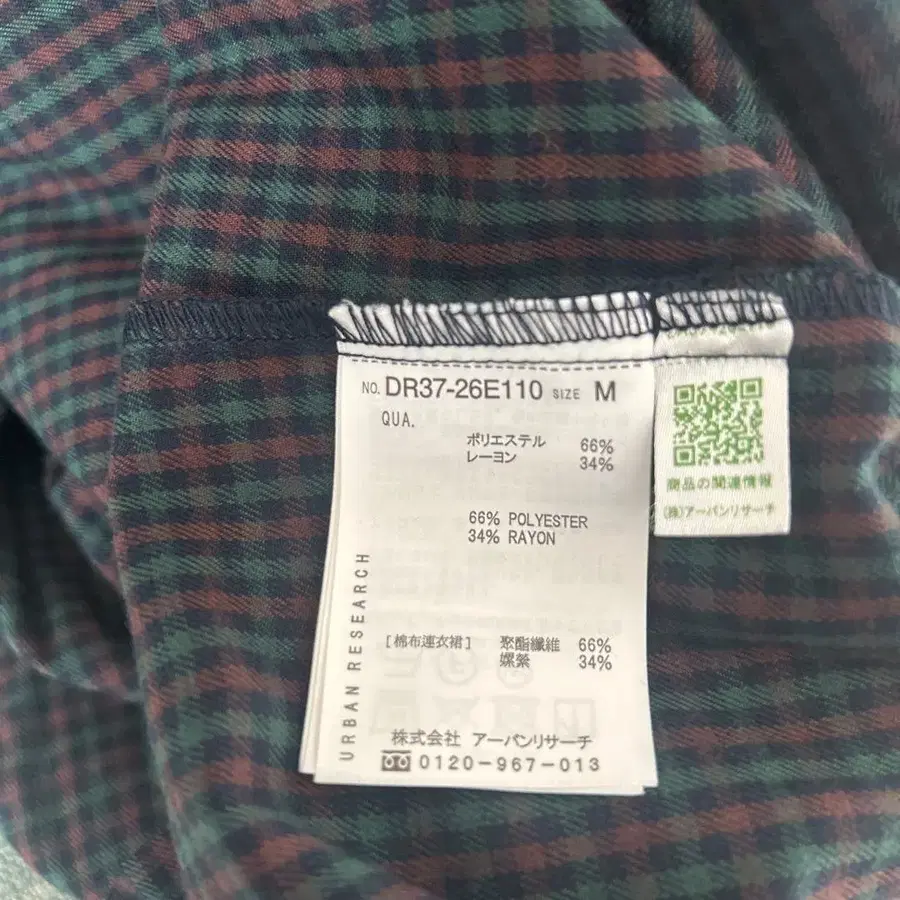 NO. DR37-26E110 SIZE M
QUA.
ポリエステル 66%
レーヨン 34%
66% POLYESTER
34% RAYON
URBAN RESEARCH
[棉布連衣裙] 聚酯纖維 66%
嫘縈 34%
株式会社 アーバンリサーチ
0120-967-013
商品の関連情報
(株)アーバンリサーチ